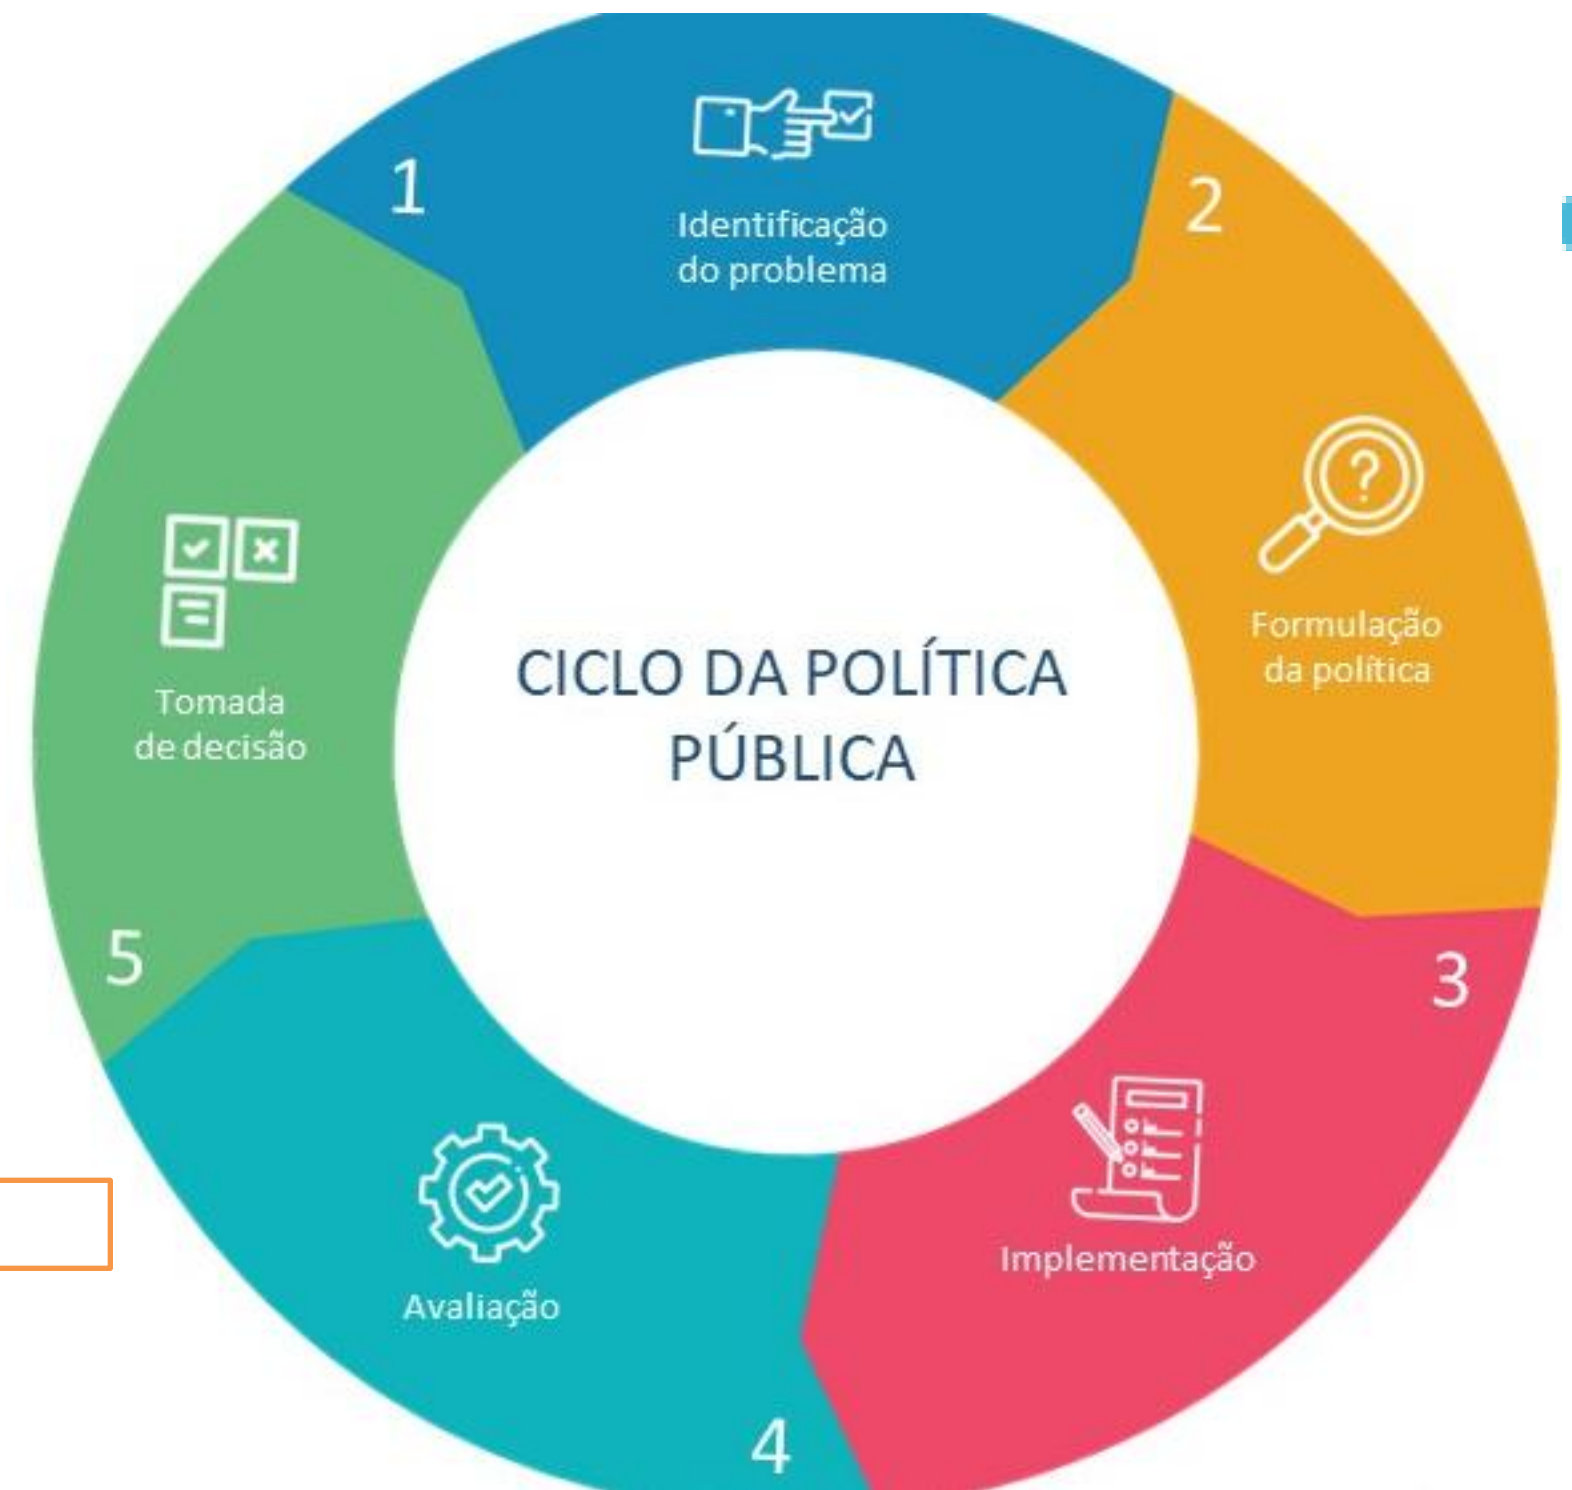 1
Identificação
do problema
2
Formulação
da política
3
Implementação
4
Avaliação
5
Tomada
de decisão
CICLO DA POLÍTICA
PÚBLICA